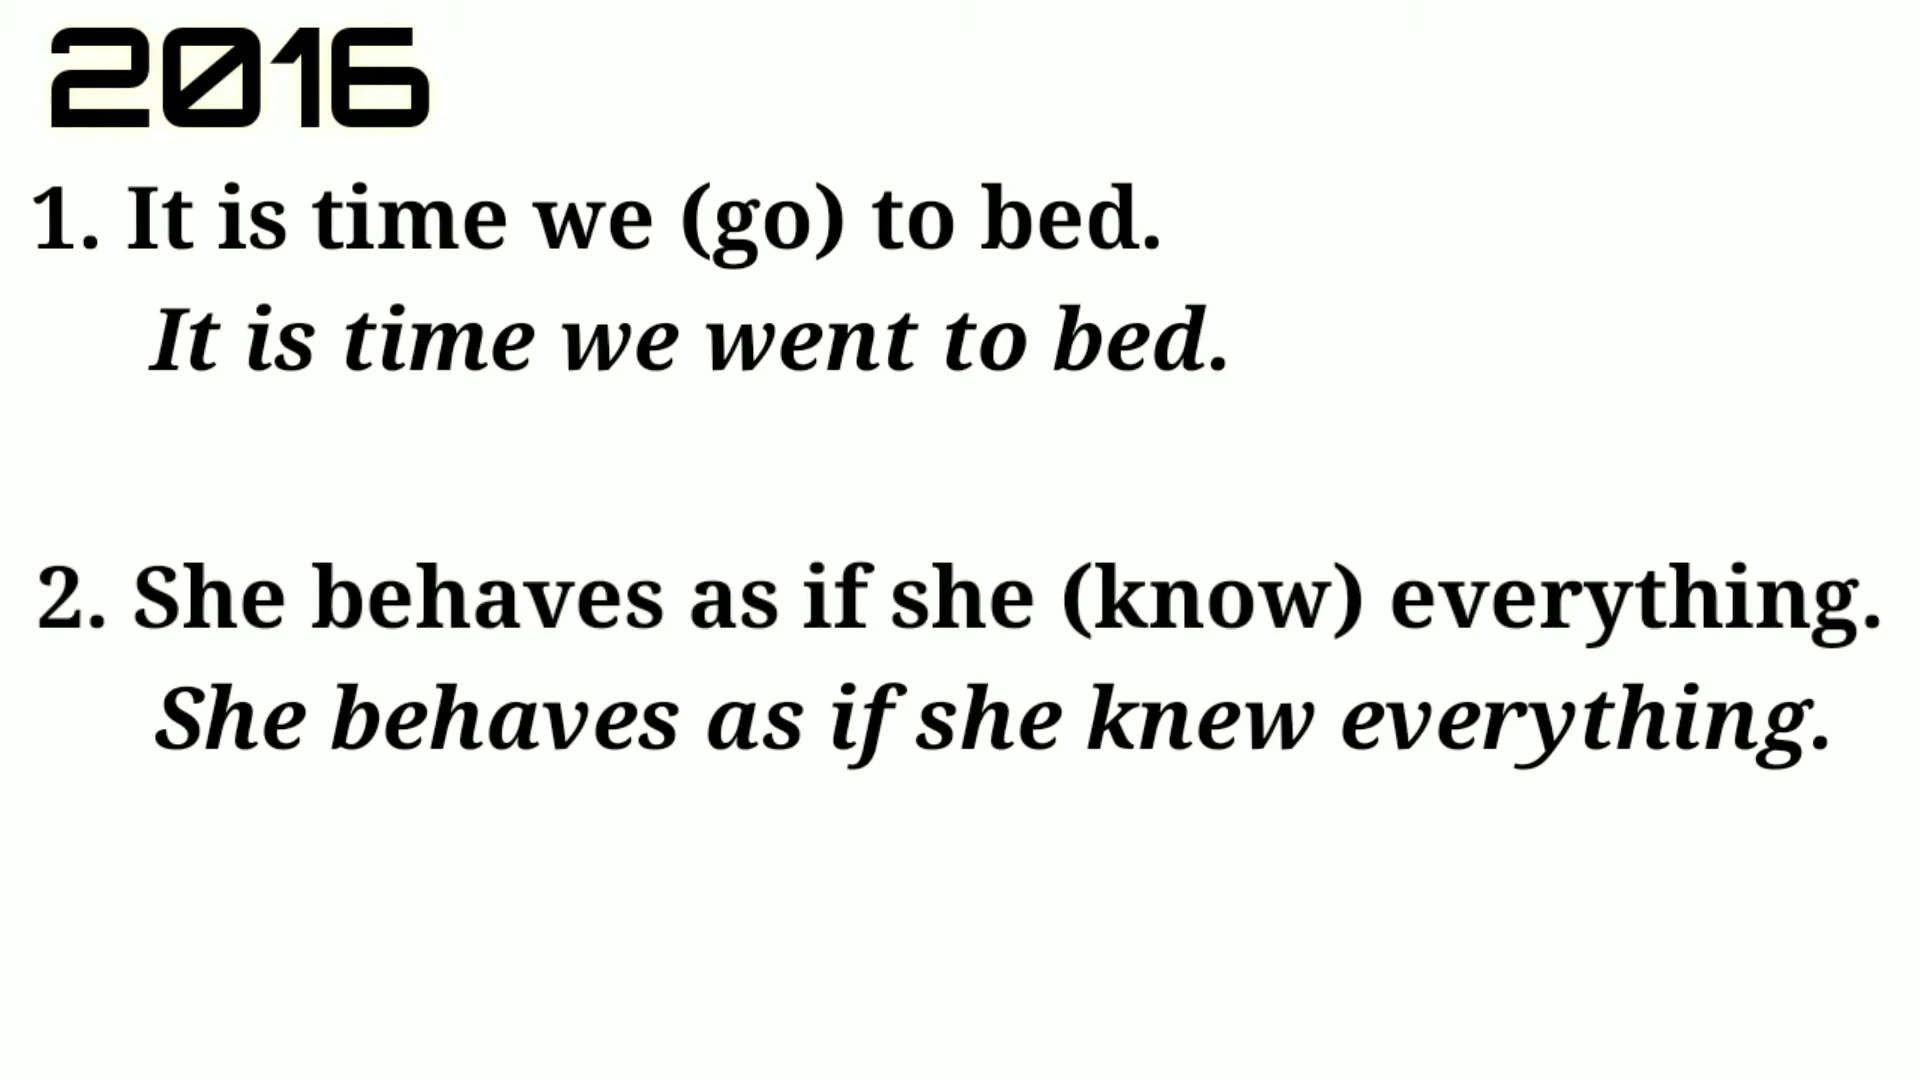 2016
1. It is time we (go) to bed.
It is time we went to bed.
2. She behaves as if she (know) everything.
She behaves as if she knew everything.